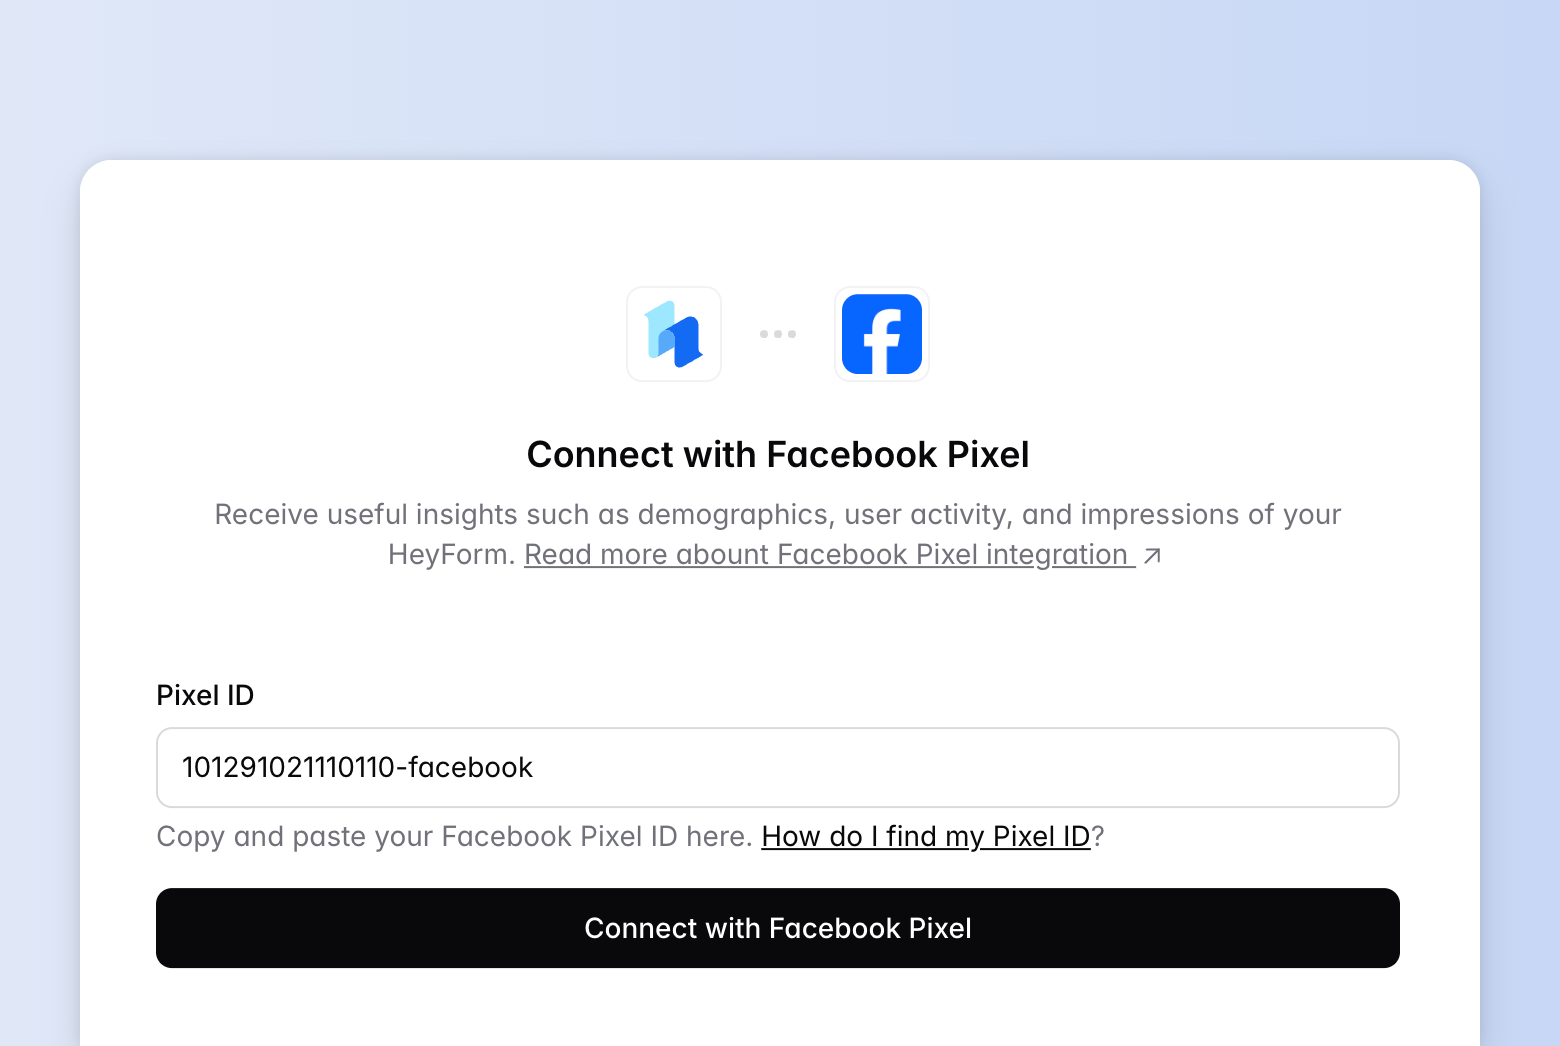 Connect with Facebook Pixel
Receive useful insights such as demographics, user activity, and impressions of your
HeyForm. Read more abount Facebook Pixel integration ↗
Pixel ID
101291021110110-facebook
Copy and paste your Facebook Pixel ID here. How do I find my Pixel ID?
Connect with Facebook Pixel